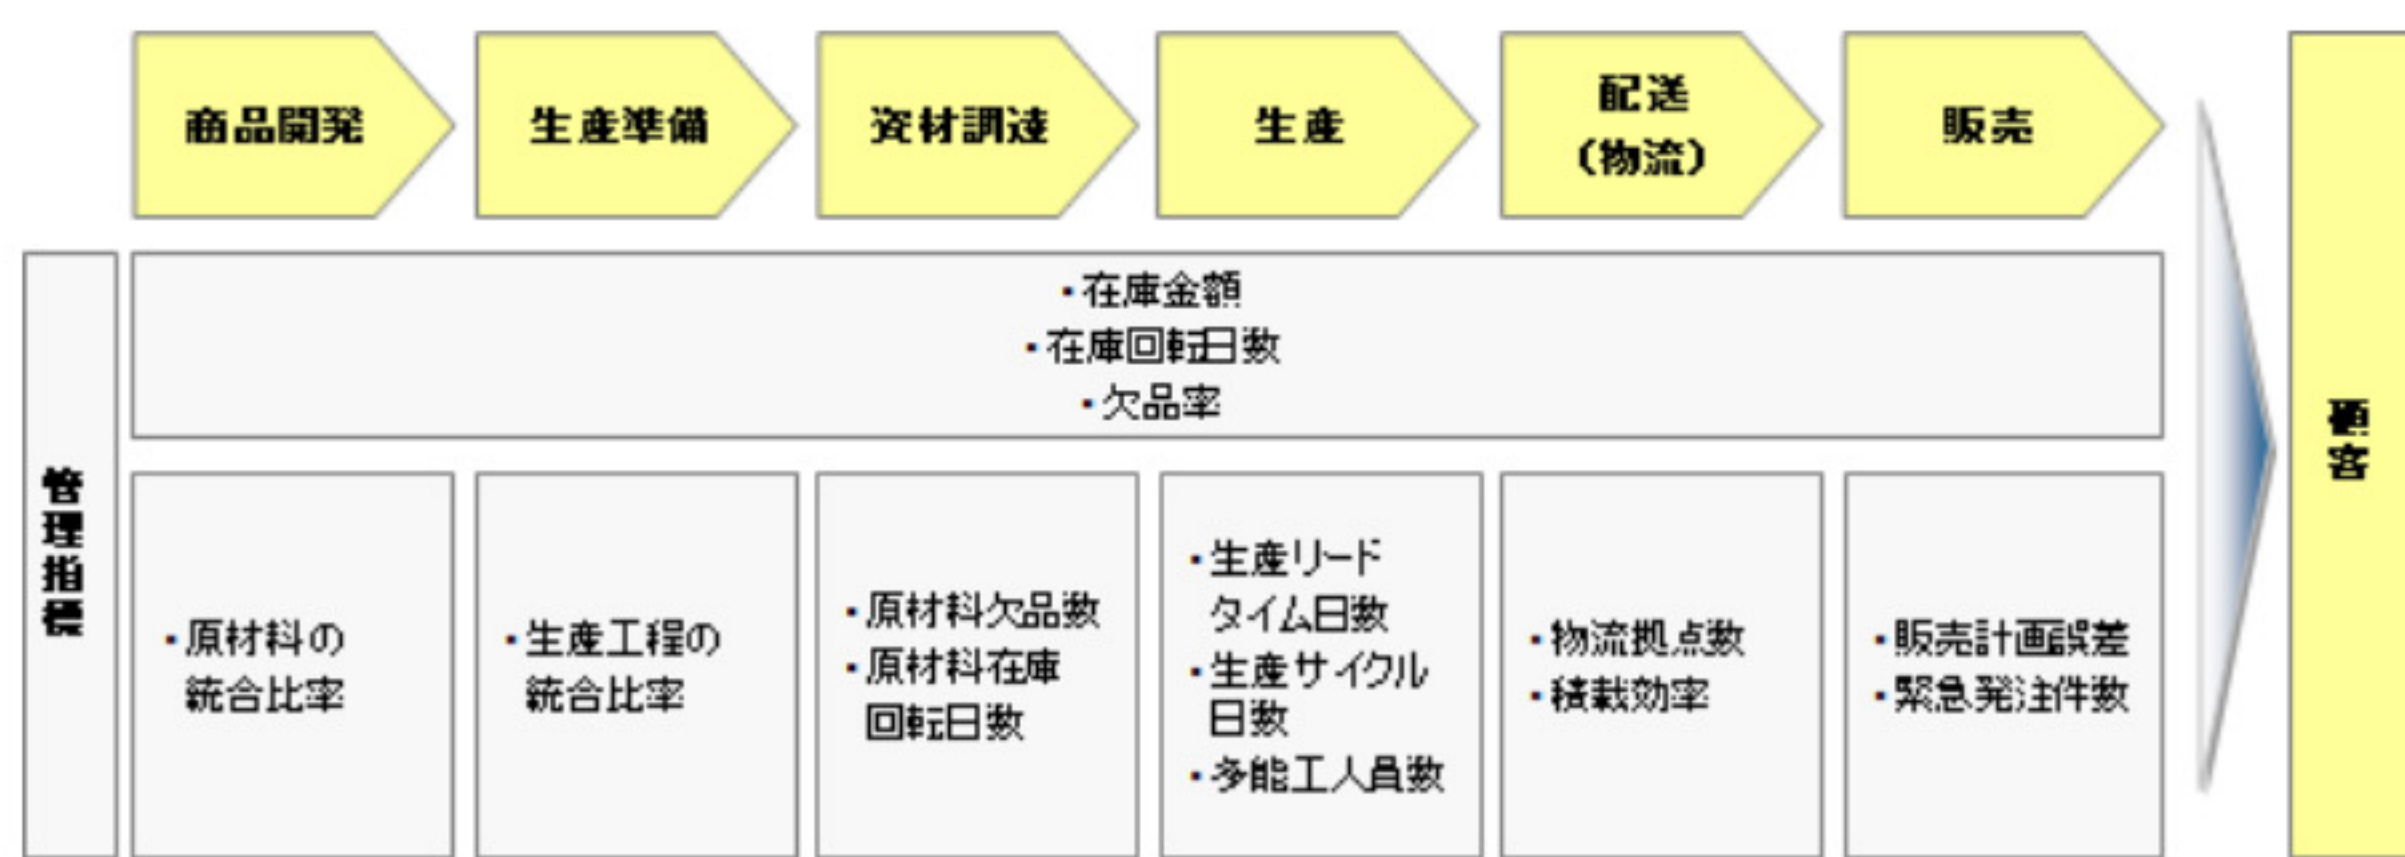 商品開発
生産準備
資材調達
生産
配送
(物流)
販売
管理指標
・在庫金額
・在庫回転日数
・欠品率
・原材料の
統合比率
・生産工程の
統合比率
・原材料欠品数
・原材料在庫
回転日数
・生産リード
タイム日数
・生産サイクル
日数
・多能工人員数
・物流拠点数
・積載効率
・販売計画誤差
・緊急発注件数
顧客